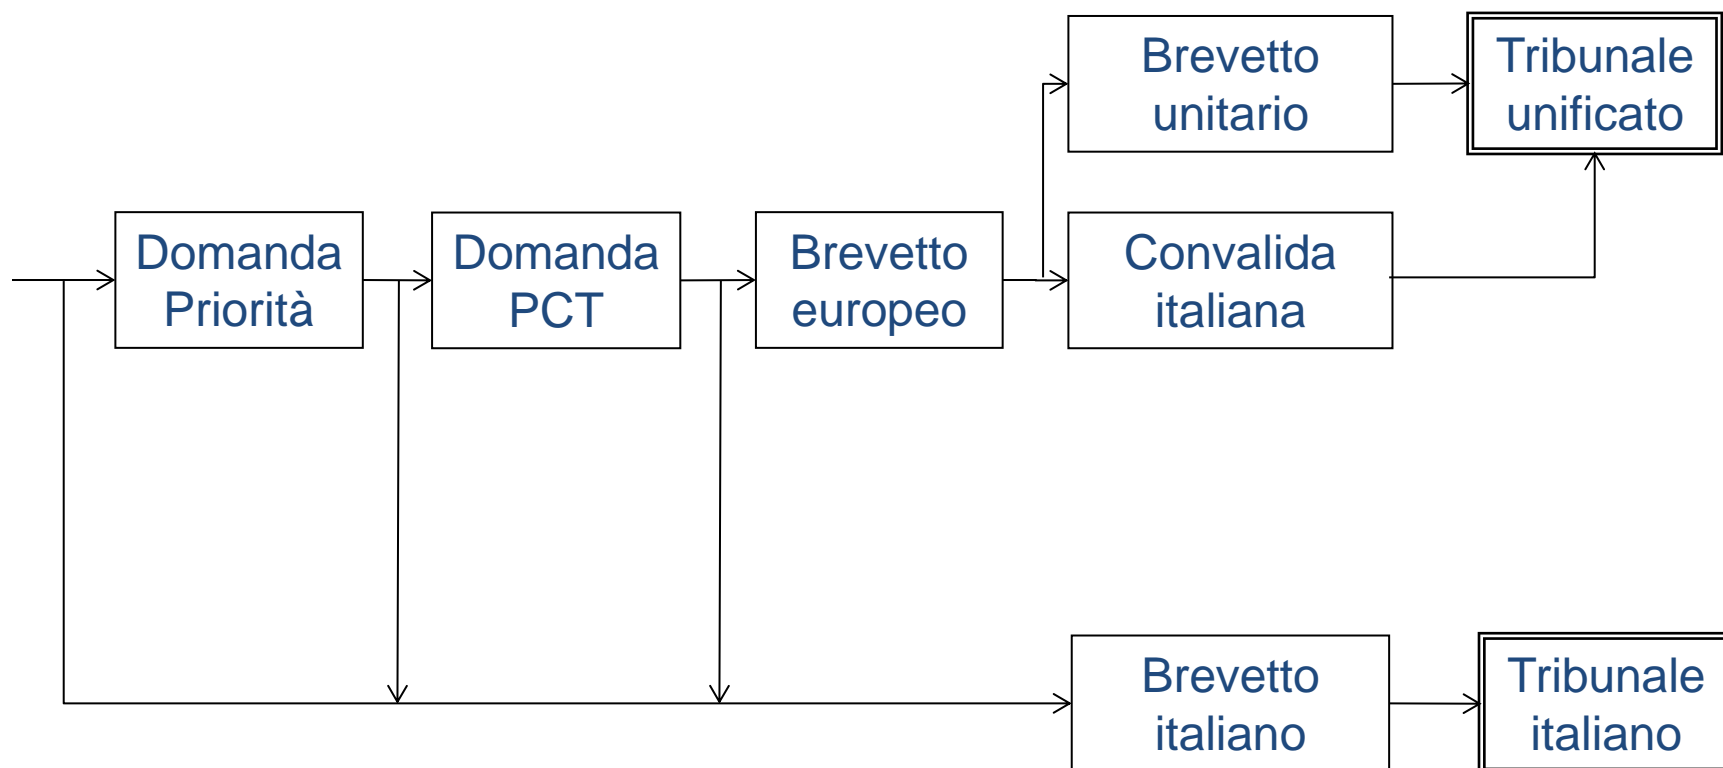 Brevetto
unitario
Tribunale
unificato
Domanda
Priorità
Domanda
PCT
Brevetto
europeo
Convalida
italiana
Brevetto
italiano
Tribunale
italiano